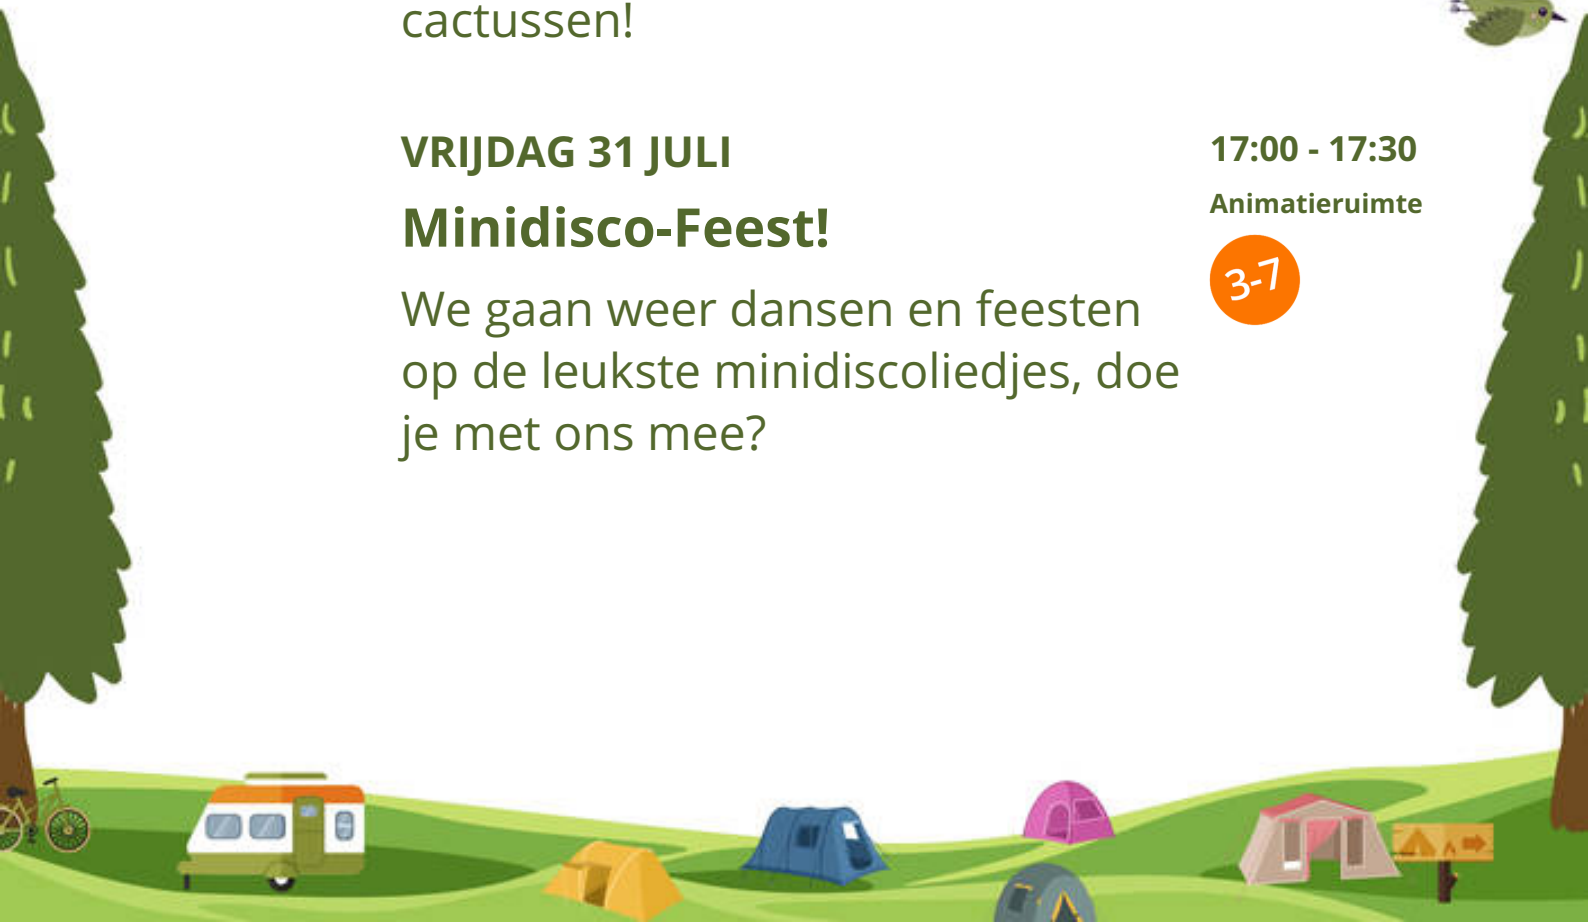 cactussen!
VRIJDAG 31 JULI
Minidisco-Feest!
We gaan weer dansen en feesten
op de leukste minidiscoliedjes, doe
je met ons mee?
17:00 - 17:30
Animatieruimte
3-7